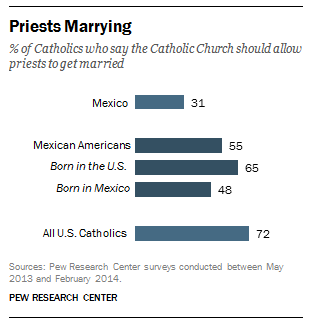 Priests Marrying
% of Catholics who say the Catholic Church should allow
priests to get married
Mexico 31
Mexican Americans 55
Born in the U.S. 65
Born in Mexico 48
All U.S. Catholics 72
Sources: Pew Research Center surveys conducted between May
2013 and February 2014.
PEW RESEARCH CENTER